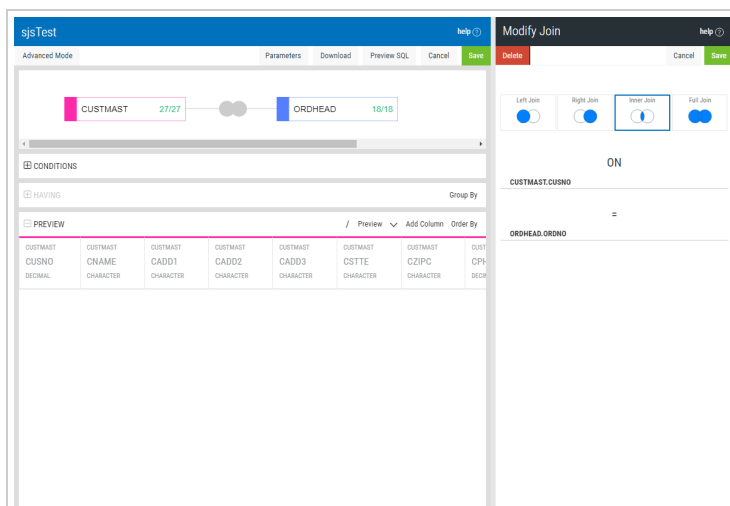 sjsTest help ?
Advanced Mode Parameters Download Preview SQL Cancel Save
CUSTMAST 27/27 ORDHEAD 18/18
CONDITIONS
HAVING Group By
PREVIEW / Preview Add Column Order By
CUSTMAST CUSTMAST CUSTMAST CUSTMAST CUSTMAST CUSTMAST CUSTMAST CUST
CUSNO CNAME CADD1 CADD2 CADD3 CSTTE CZIPC CPH
DECIMAL CHARACTER CHARACTER CHARACTER CHARACTER CHARACTER CHARACTER DECIM
Modify Join help ?
Delete Cancel Save
Left Join Right Join Inner Join Full Join
ON
CUSTMAST.CUSNO
=
ORDHEAD.ORDNO